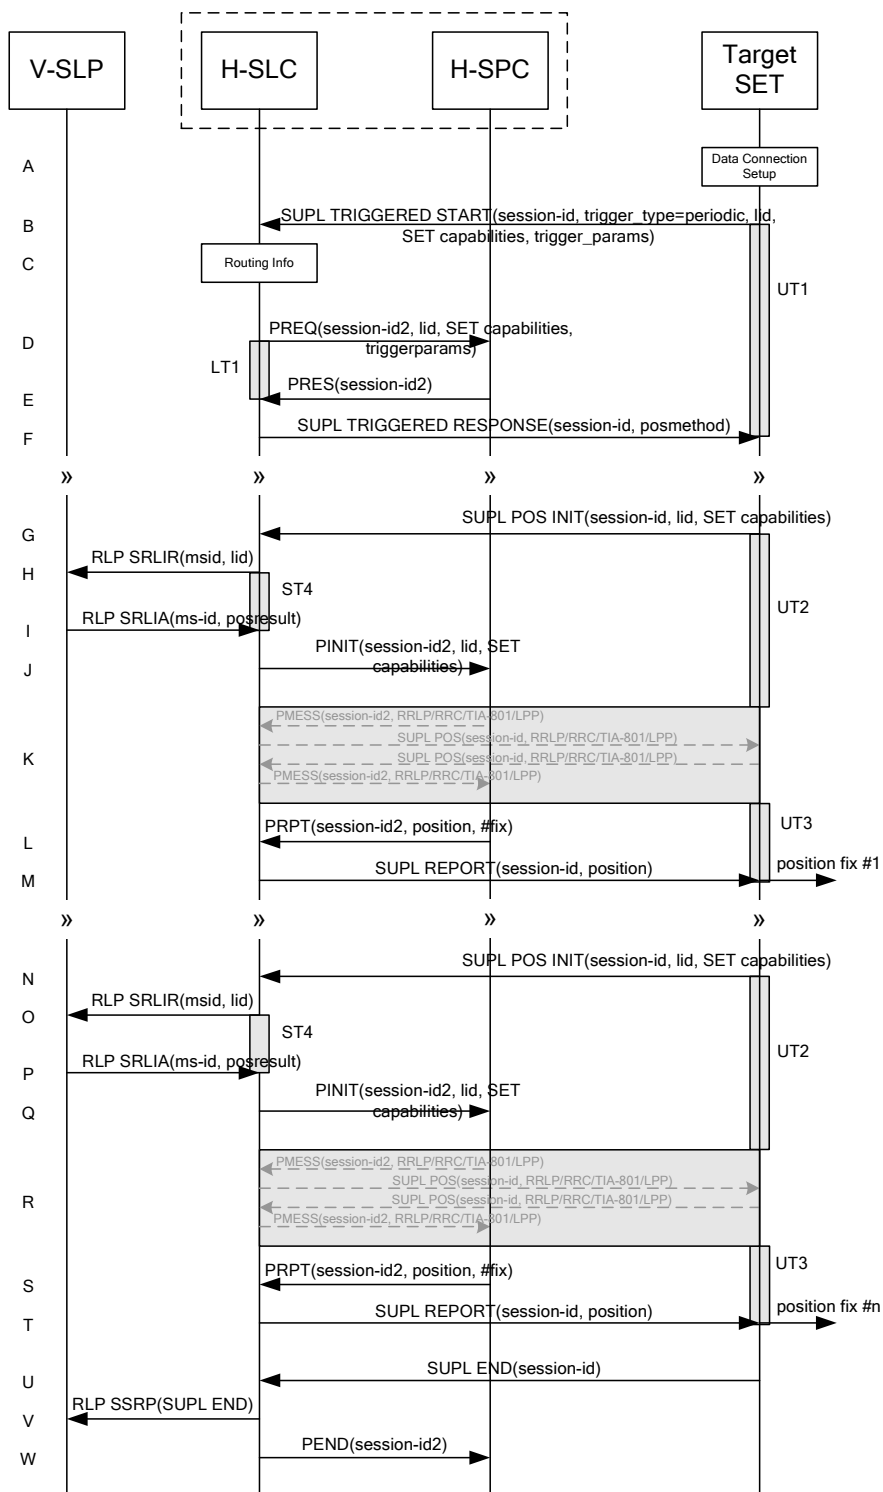 V-SLP
H-SLC
H-SPC
Target
SET
A
Data Connection
Setup
B
SUPL TRIGGERED START(session-id, trigger_type=periodic, lid,
SET capabilities, trigger_params)
C
Routing Info
UT1
D
PREQ(session-id2, lid, SET capabilities,
triggerparams)
LT1
E
PRES(session-id2)
F
SUPL TRIGGERED RESPONSE(session-id, posmethod)
» » » »
G
SUPL POS INIT(session-id, lid, SET capabilities)
H
RLP SRLIR(msid, lid)
ST4
UT2
I
RLP SRLIA(ms-id, posresult)
J
PINIT(session-id2, lid, SET
capabilities)
K
PMESS(session-id2, RRLP/RRC/TIA-801/LPP)
SUPL POS(session-id, RRLP/RRC/TIA-801/LPP)
SUPL POS(session-id, RRLP/RRC/TIA-801/LPP)
PMESS(session-id2, RRLP/RRC/TIA-801/LPP)
UT3
L
PRPT(session-id2, position, #fix)
M
SUPL REPORT(session-id, position)
position fix #1
» » » »
N
SUPL POS INIT(session-id, lid, SET capabilities)
O
RLP SRLIR(msid, lid)
ST4
UT2
P
RLP SRLIA(ms-id, posresult)
Q
PINIT(session-id2, lid, SET
capabilities)
R
PMESS(session-id2, RRLP/RRC/TIA-801/LPP)
SUPL POS(session-id, RRLP/RRC/TIA-801/LPP)
SUPL POS(session-id, RRLP/RRC/TIA-801/LPP)
PMESS(session-id2, RRLP/RRC/TIA-801/LPP)
UT3
S
PRPT(session-id2, position, #fix)
T
SUPL REPORT(session-id, position)
position fix #n
U
SUPL END(session-id)
V
RLP SSRP(SUPL END)
W
PEND(session-id2)